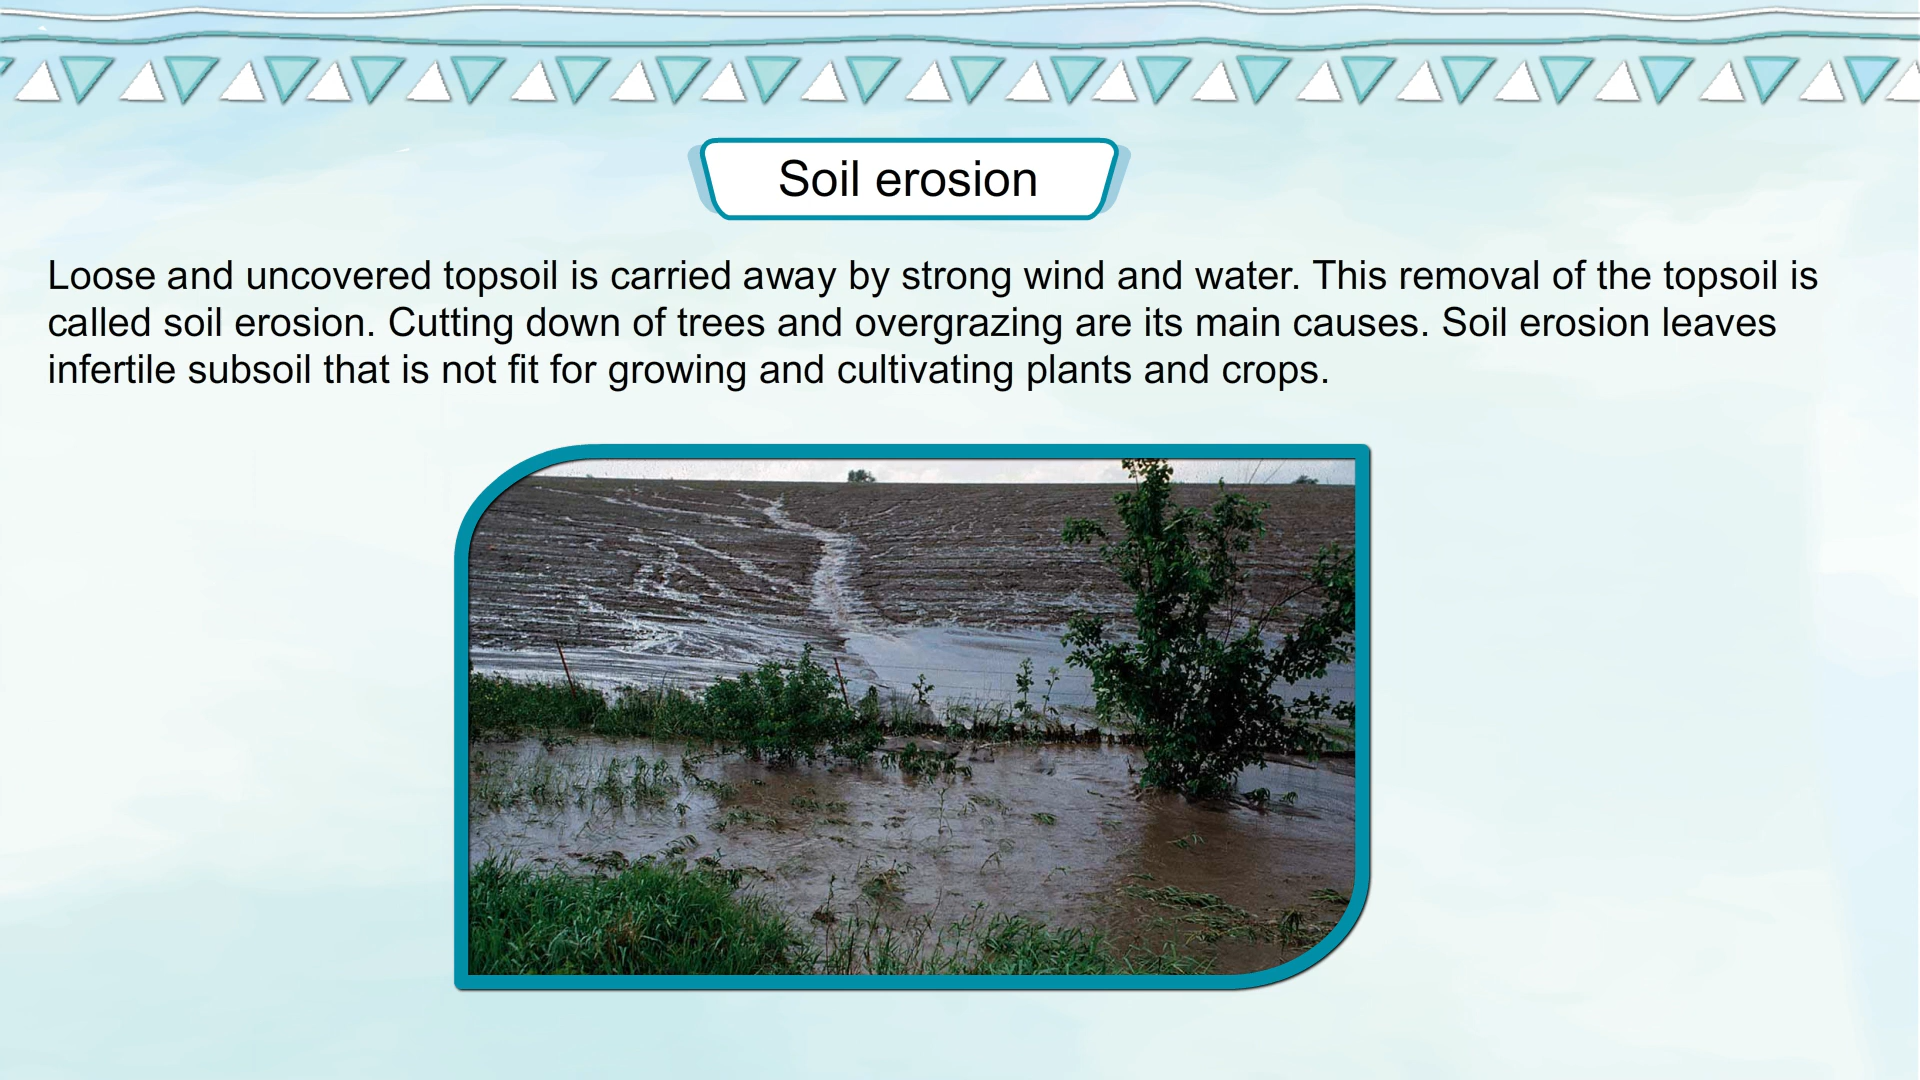 Soil erosion
Loose and uncovered topsoil is carried away by strong wind and water. This removal of the topsoil is
called soil erosion. Cutting down of trees and overgrazing are its main causes. Soil erosion leaves
infertile subsoil that is not fit for growing and cultivating plants and crops.